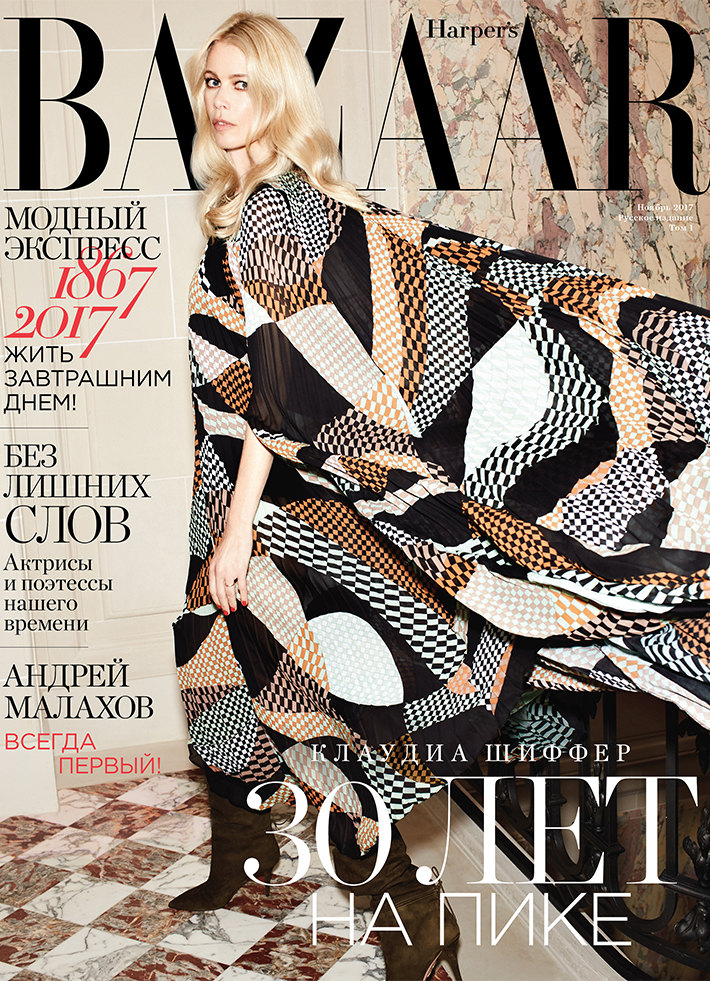 Harper's
BAZAAR
Ноябрь 2017
Русское издание
Том 1
МОДНЫЙ
ЭКСПРЕСС
1867
2017
ЖИТЬ
ЗАВТРАШНИМ
ДНЕМ!
БЕЗ
ЛИШНИХ
СЛОВ
Актрисы
и поэтессы
нашего
времени
АНДРЕЙ
МАЛАХОВ
ВСЕГДА
ПЕРВЫЙ!
КЛАУДИА ШИФФЕР
30 ЛЕТ
НА ПИКЕ